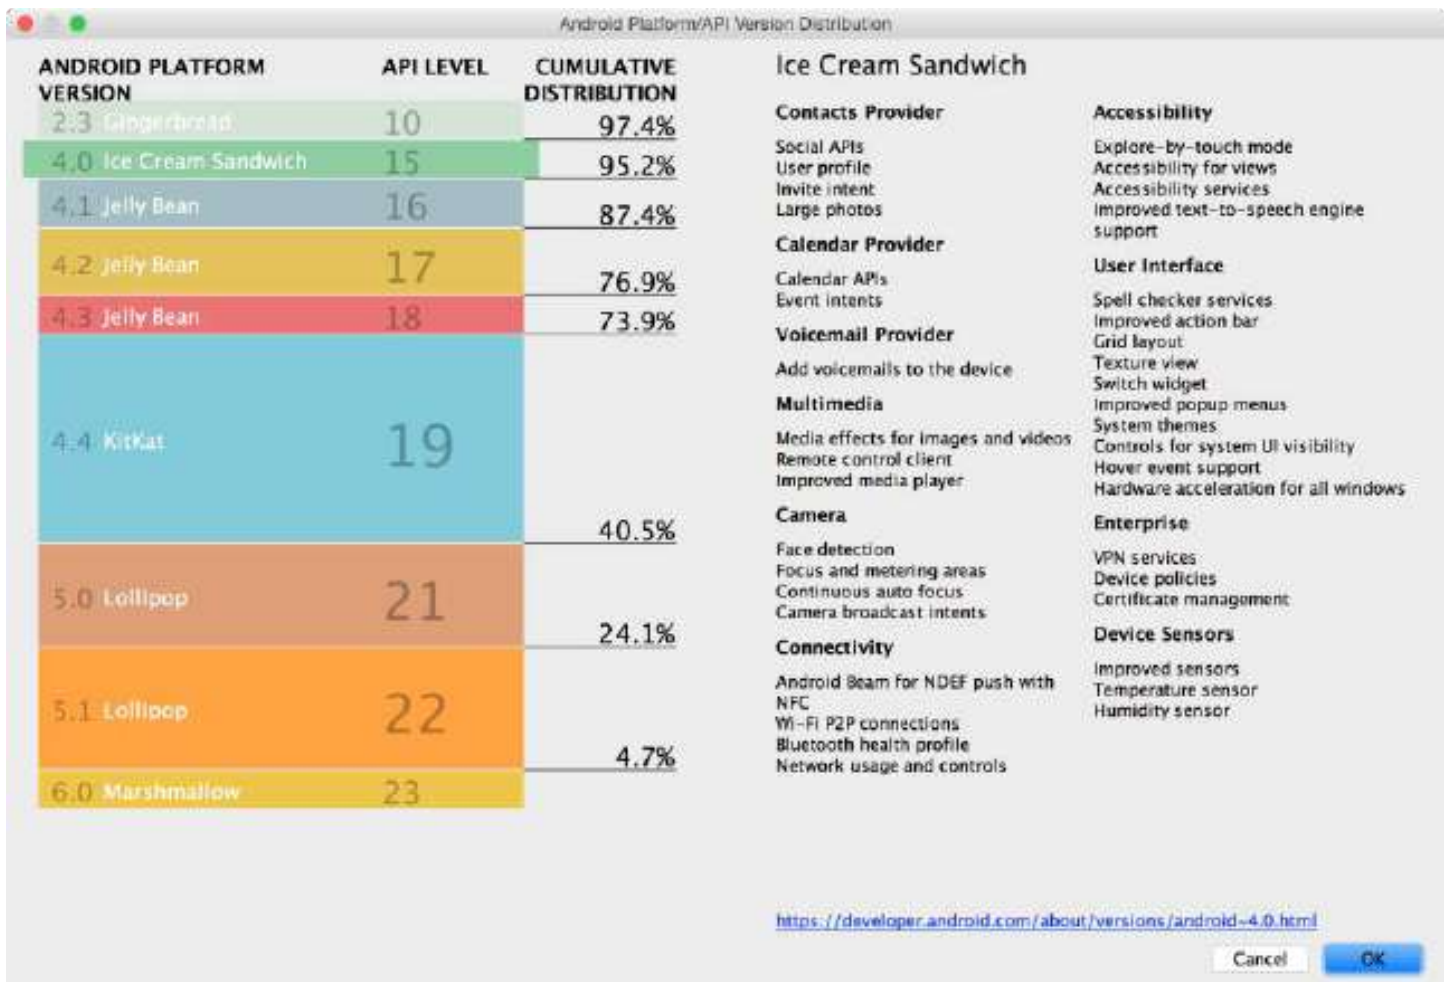 Android Platform/API Version Distribution
ANDROID PLATFORM VERSION
API LEVEL
CUMULATIVE DISTRIBUTION
2.3 Gingerbread 10 97.4%
4.0 Ice Cream Sandwich 15 95.2%
4.1 Jelly Bean 16 87.4%
4.2 Jelly Bean 17 76.9%
4.3 Jelly Bean 18 73.9%
4.4 KitKat 19 40.5%
5.0 Lollipop 21 24.1%
5.1 Lollipop 22 4.7%
6.0 Marshmallow 23
Ice Cream Sandwich
Contacts Provider
Social APIs
User profile
Invite intent
Large photos
Calendar Provider
Calendar APIs
Event intents
Voicemail Provider
Add voicemails to the device
Multimedia
Media effects for images and videos
Remote control client
Improved media player
Camera
Face detection
Focus and metering areas
Continuous auto focus
Camera broadcast intents
Connectivity
Android Beam for NDEF push with
NFC
Wi-Fi P2P connections
Bluetooth health profile
Network usage and controls
Accessibility
Explore-by-touch mode
Accessibility for views
Accessibility services
Improved text-to-speech engine
support
User Interface
Spell checker services
Improved action bar
Grid layout
Texture view
Switch widget
Improved popup menus
System themes
Controls for system UI visibility
Hover event support
Hardware acceleration for all windows
Enterprise
VPN services
Device policies
Certificate management
Device Sensors
Improved sensors
Temperature sensor
Humidity sensor
https://developer.android.com/about/versions/android-4.0.html
Cancel
OK